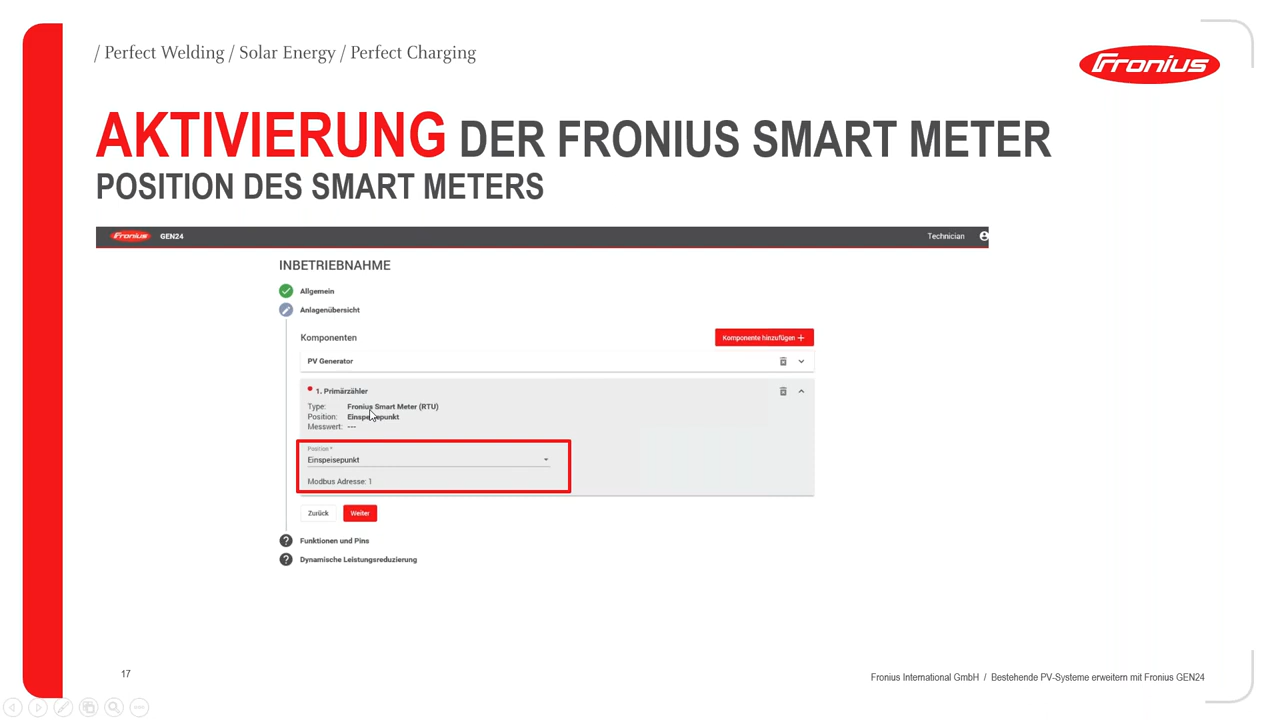 / Perfect Welding / Solar Energy / Perfect Charging
Fronius
AKTIVIERUNG DER FRONIUS SMART METER
POSITION DES SMART METERS
Fronius GEN24 Technician
INBETRIEBNAHME
Allgemein
Anlagenübersicht
Komponenten
Komponente hinzufügen +
PV Generator
1. Primärzähler
Type: Fronius Smart Meter (RTU)
Position: Einspeisepunkt
Messwert: ---
Position *
Einspeisepunkt
Modbus Adresse: 1
Zurück Weiter
? Funktionen und Pins
? Dynamische Leistungsreduzierung
17
Fronius International GmbH / Bestehende PV-Systeme erweitern mit Fronius GEN24